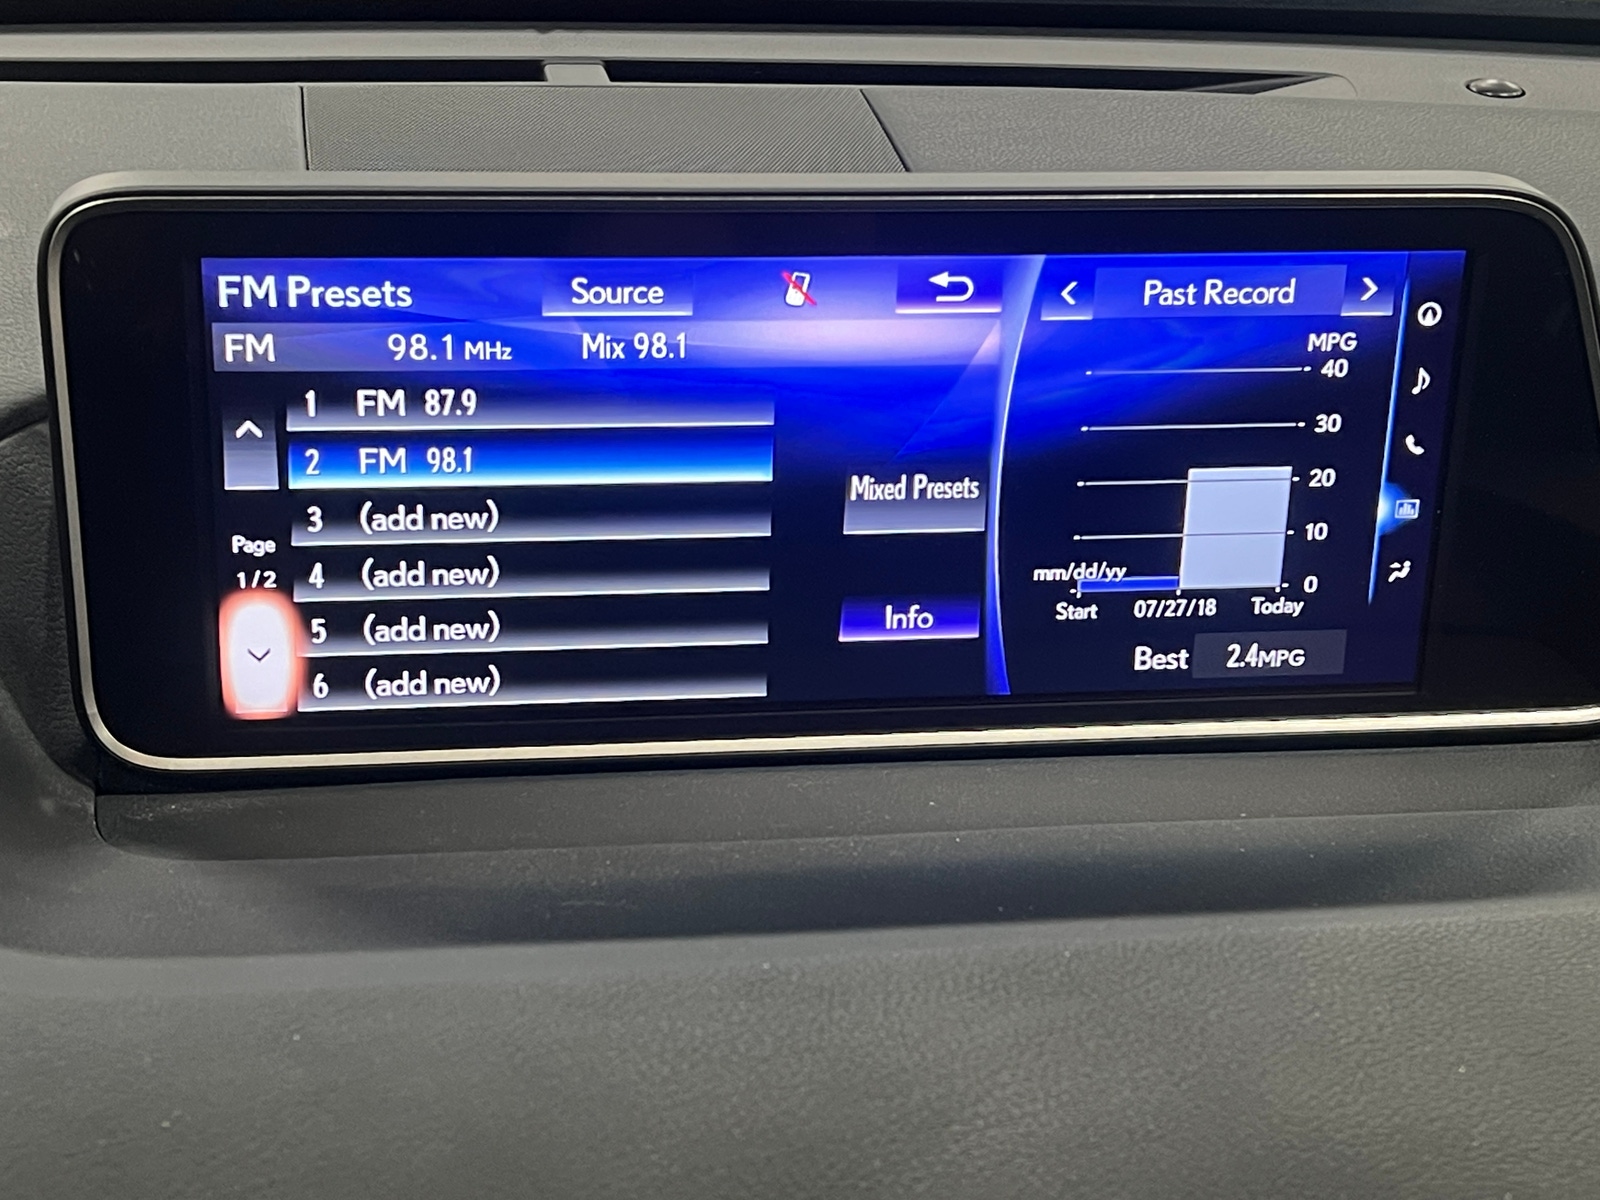 FM Presets
Source
FM 98.1 MHz Mix 98.1
1 FM 87.9
2 FM 98.1
3 (add new)
4 (add new)
5 (add new)
6 (add new)
Page
1/2
Mixed Presets
Info
Past Record
MPG
40
30
20
10
0
mm/dd/yy
Start 07/27/18 Today
Best 2.4MPG